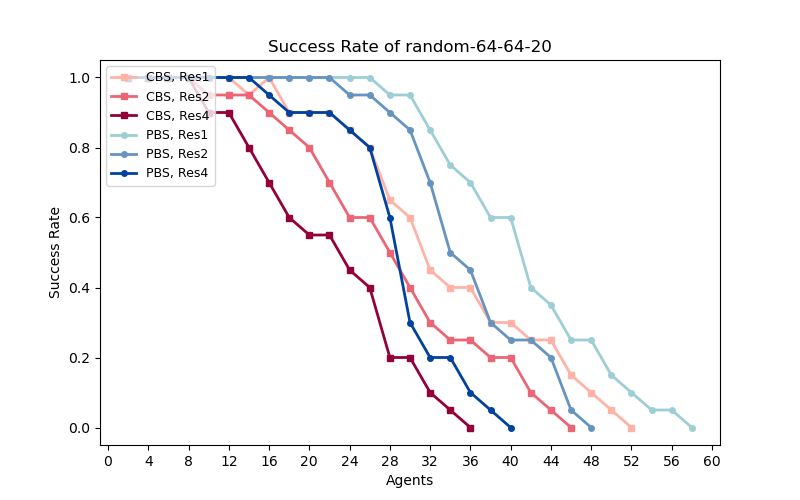 Success Rate of random-64-64-20
CBS, Res1
CBS, Res2
CBS, Res4
PBS, Res1
PBS, Res2
PBS, Res4
Success Rate
1.0
0.8
0.6
0.4
0.2
0.0
0 4 8 12 16 20 24 28 32 36 40 44 48 52 56 60
Agents